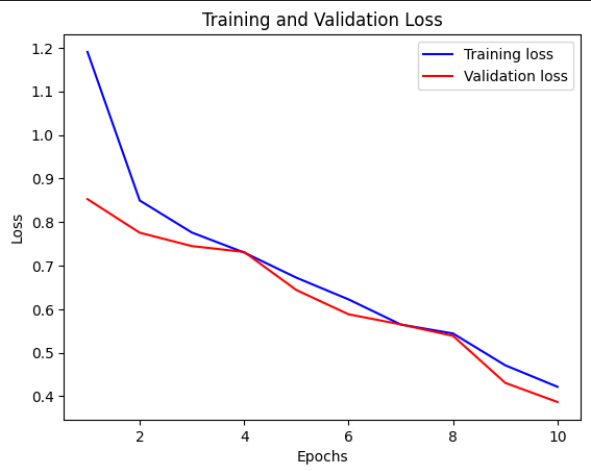 Training and Validation Loss
Training loss
Validation loss
1.2
1.1
1.0
0.9
0.8
0.7
0.6
0.5
0.4
Loss
2 4 6 8 10
Epochs